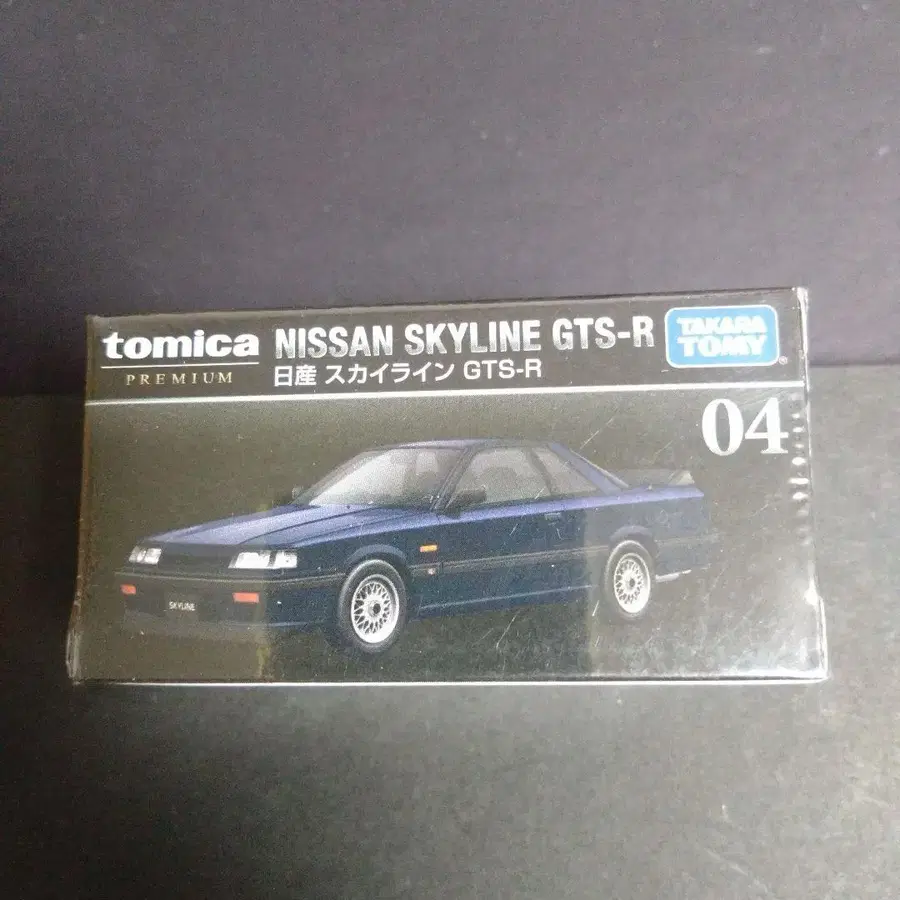 tomica
PREMIUM
NISSAN SKYLINE GTS-R
日産 スカイライン GTS-R
TAKARA
TOMY
04
SKYLINE